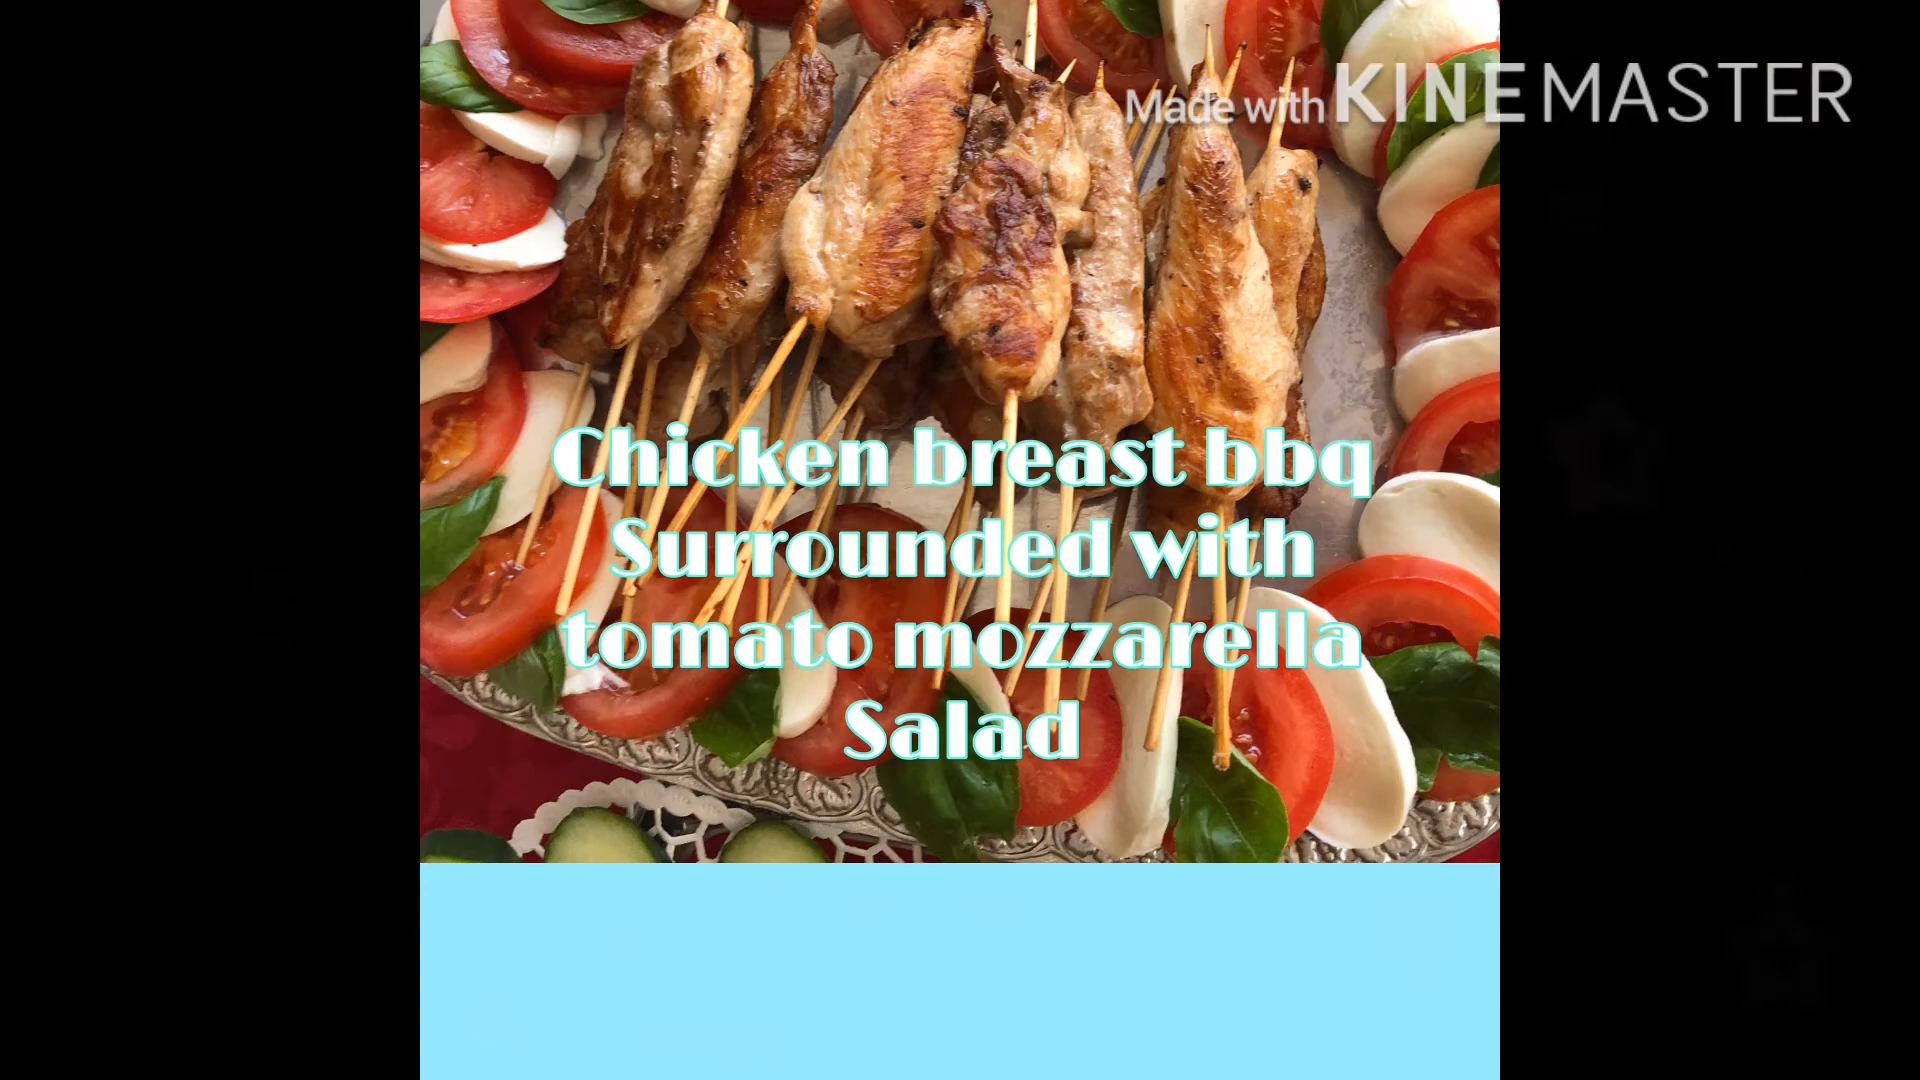 Made with KINEMASTER
Chicken breast bbq
Surrounded with
tomato mozzarella
Salad